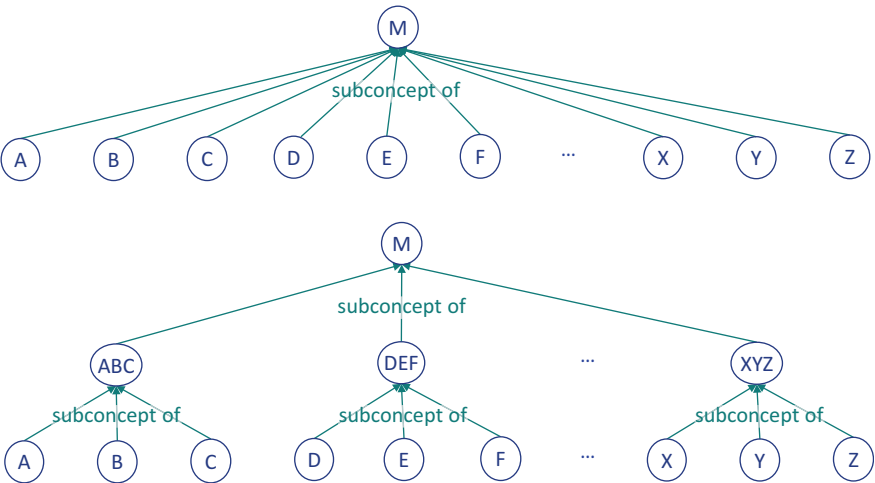 M
subconcept of
A B C D E F ... X Y Z
M
subconcept of
ABC DEF ... XYZ
subconcept of subconcept of subconcept of
A B C D E F ... X Y Z